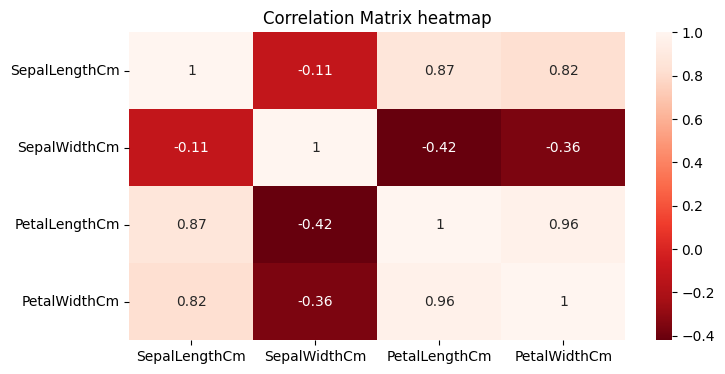 Correlation Matrix heatmap
SepalLengthCm 1 -0.11 0.87 0.82
SepalWidthCm -0.11 1 -0.42 -0.36
PetalLengthCm 0.87 -0.42 1 0.96
PetalWidthCm 0.82 -0.36 0.96 1
SepalLengthCm SepalWidthCm PetalLengthCm PetalWidthCm
1.0
0.8
0.6
0.4
0.2
0.0
−0.2
−0.4